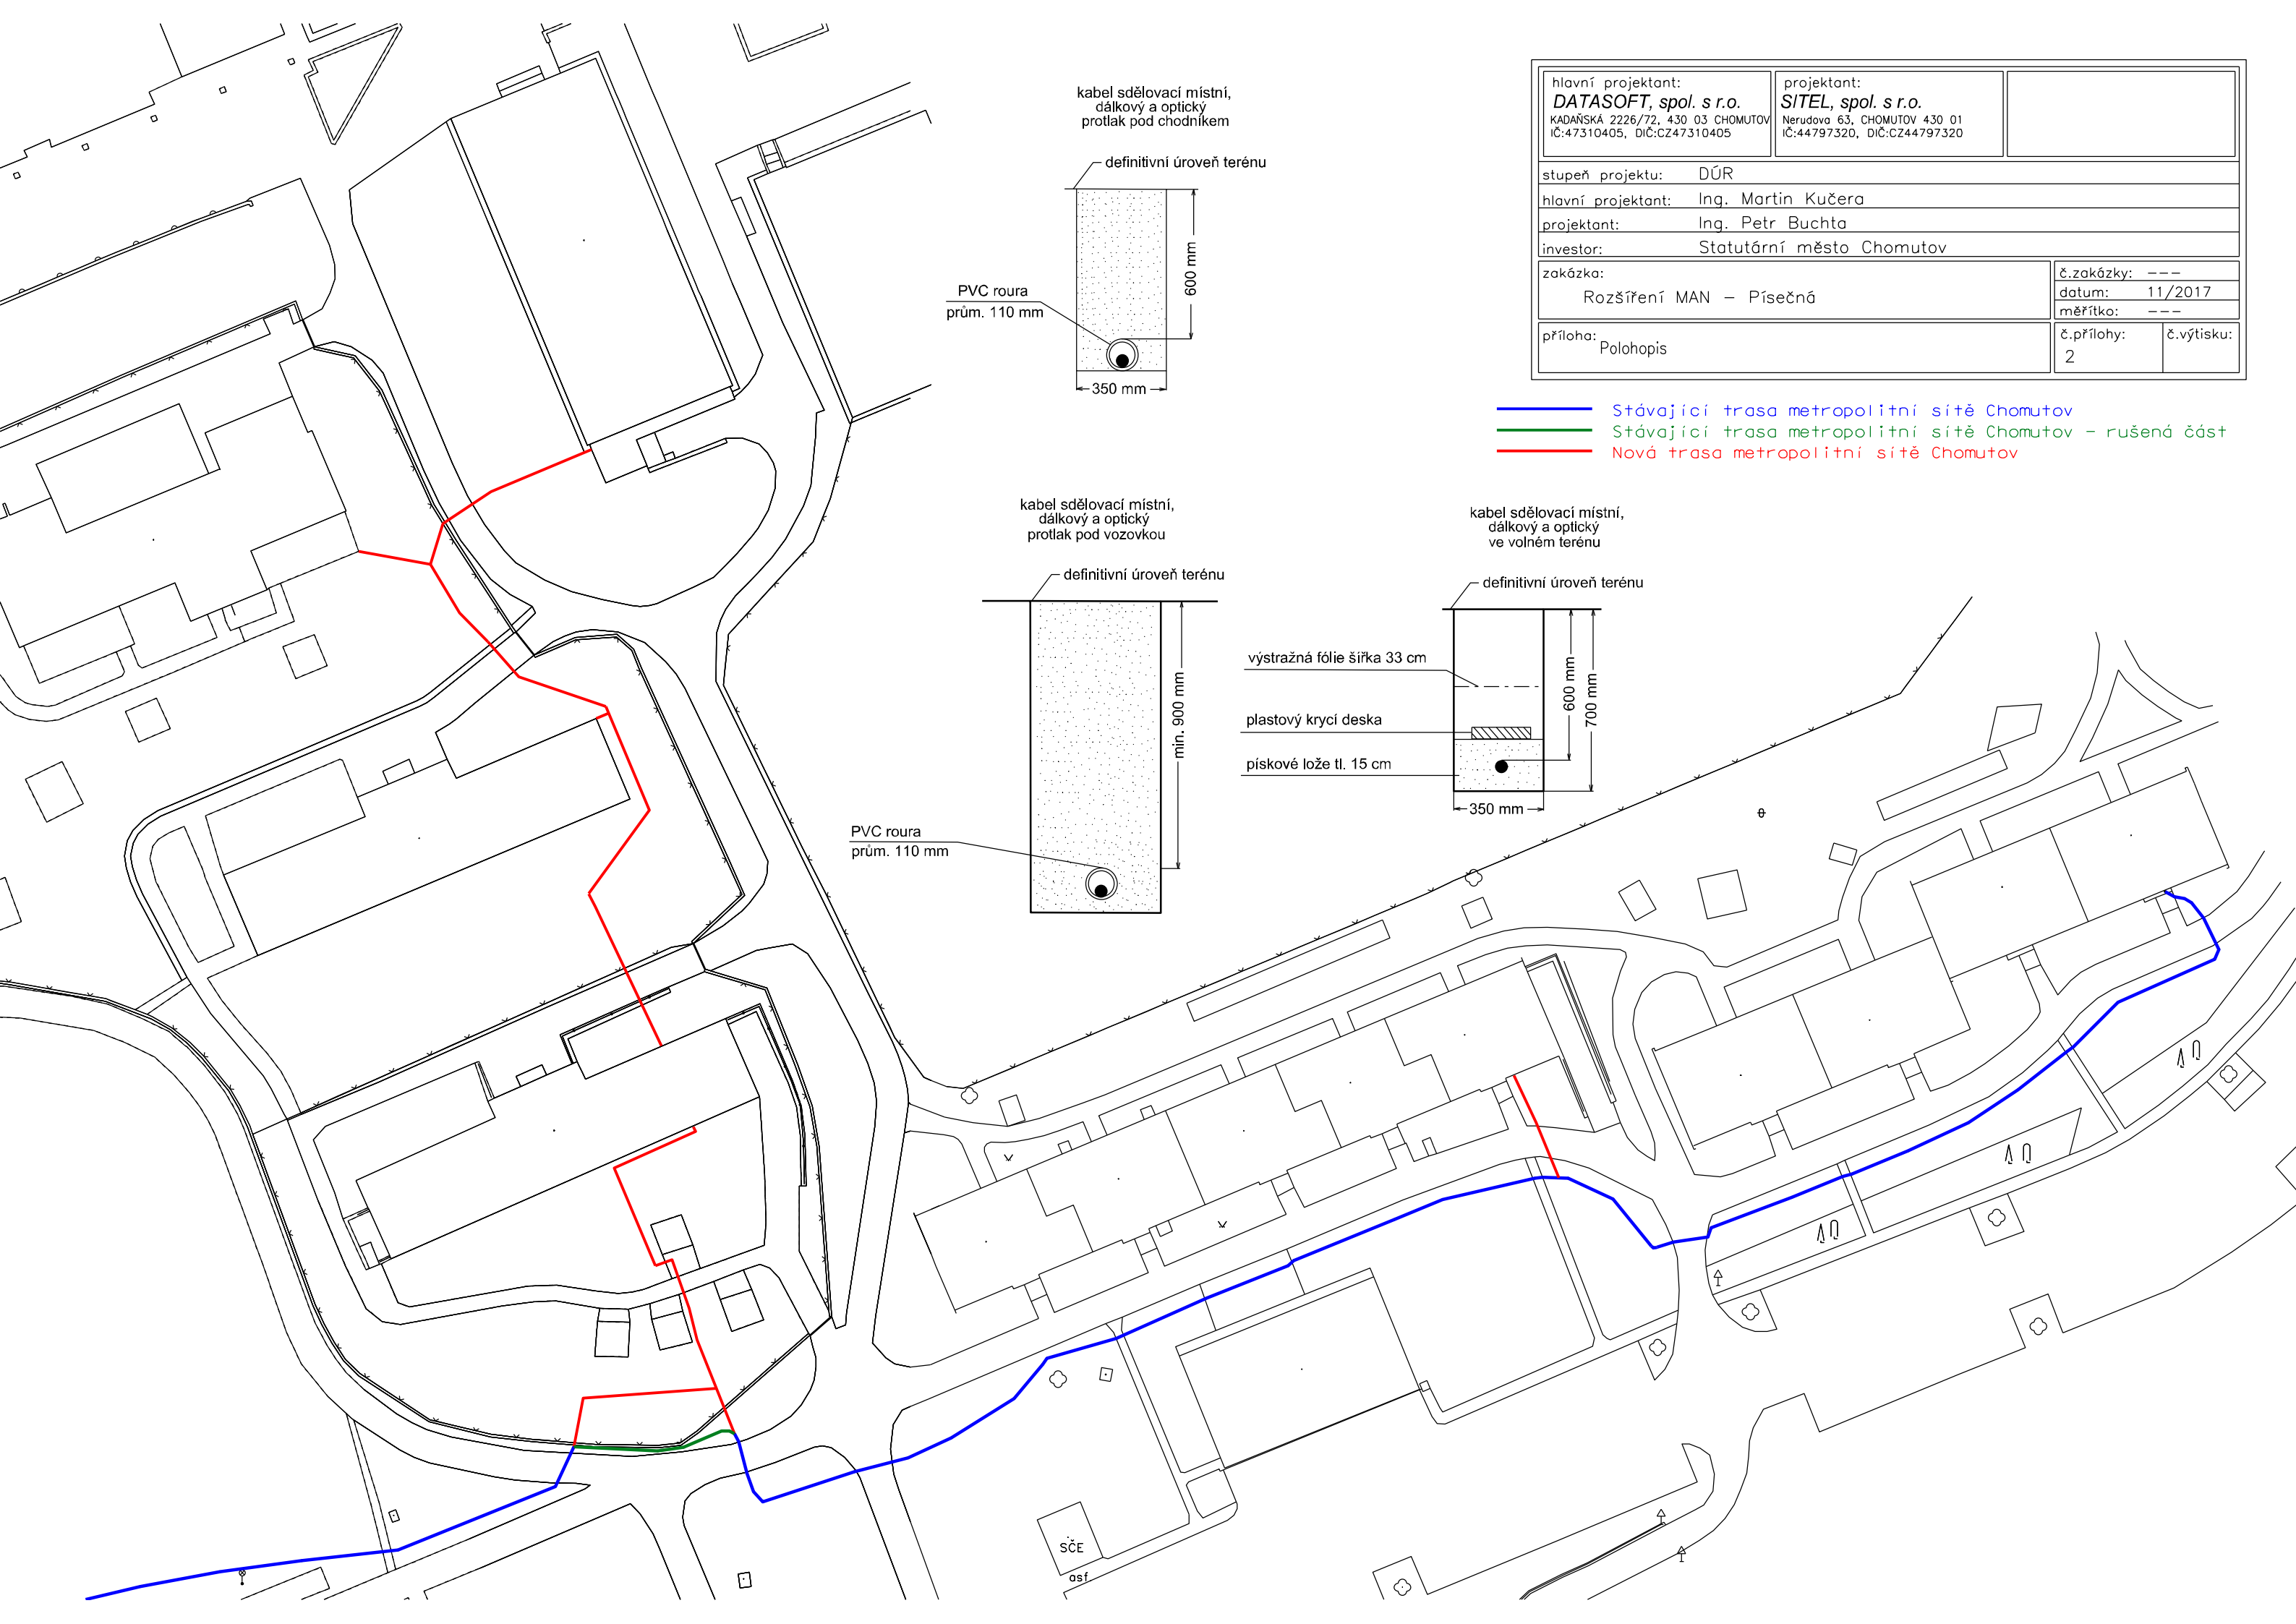 hlavní projektant:
DATASOFT, spol. s r.o.
KADAŇSKÁ 2226/72, 430 03 CHOMUTOV
IČ:47310405, DIČ:CZ47310405
projektant:
SITEL, spol. s r.o.
Nerudova 63, CHOMUTOV 430 01
IČ:44797320, DIČ:CZ44797320
stupeň projektu: DÚR
hlavní projektant: Ing. Martin Kučera
projektant: Ing. Petr Buchta
investor: Statutární město Chomutov
zakázka:
Rozšíření MAN – Písečná
č.zakázky: ---
datum: 11/2017
měřítko: ---
příloha:
Polohopis
č.přílohy:
2
č.výtisku:
Stávající trasa metropolitní sítě Chomutov
Stávající trasa metropolitní sítě Chomutov – rušená část
Nová trasa metropolitní sítě Chomutov
kabel sdělovací místní,
dálkový a optický
protlak pod chodníkem
definitivní úroveň terénu
600 mm
PVC roura
prům. 110 mm
350 mm
kabel sdělovací místní,
dálkový a optický
protlak pod vozovkou
definitivní úroveň terénu
min. 900 mm
PVC roura
prům. 110 mm
kabel sdělovací místní,
dálkový a optický
ve volném terénu
definitivní úroveň terénu
výstražná fólie šířka 33 cm
plastový krycí deska
pískové lože tl. 15 cm
600 mm
700 mm
350 mm
SČE
asf